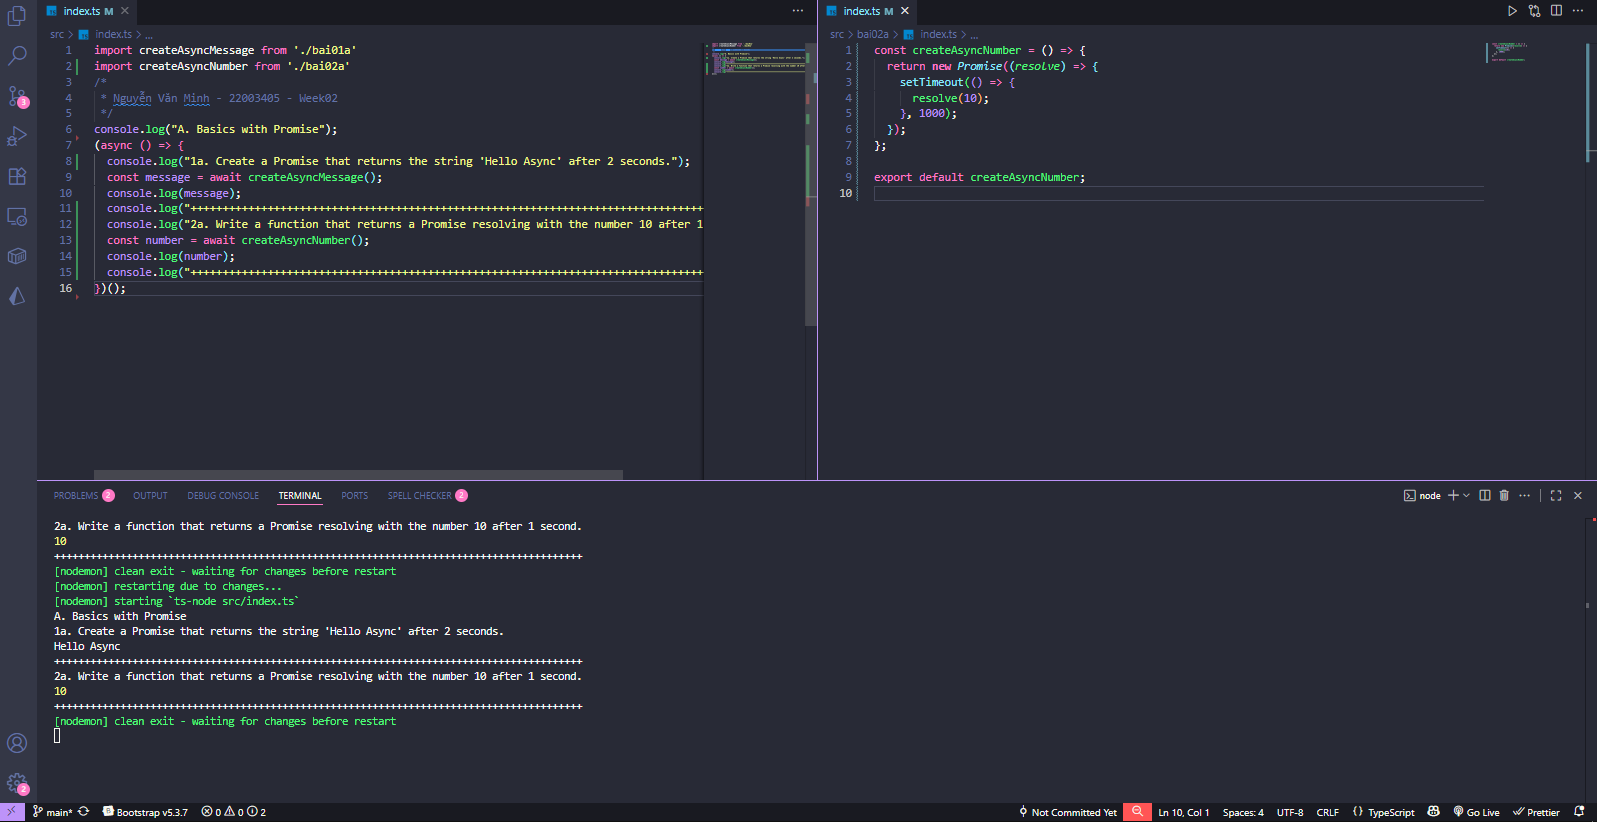 index.ts M
src > index.ts > ...
1 import createAsyncMessage from './bai01a'
2 import createAsyncNumber from './bai02a'
3 /*
4 * Nguyễn Văn Minh - 22003405 - Week02
5 */
6 console.log("A. Basics with Promise");
7 (async () => {
8 console.log("1a. Create a Promise that returns the string 'Hello Async' after 2 seconds.");
9 const message = await createAsyncMessage();
10 console.log(message);
11 console.log("++++++++++++++++++++++++++++++++++++++++++++++++++++++++++++++++++++++++++++++++
12 console.log("2a. Write a function that returns a Promise resolving with the number 10 after 1
13 const number = await createAsyncNumber();
14 console.log(number);
15 console.log("++++++++++++++++++++++++++++++++++++++++++++++++++++++++++++++++++++++++++++++++
16 })();
index.ts M
src > bai02a > index.ts > ...
1 const createAsyncNumber = () => {
2 return new Promise((resolve) => {
3 setTimeout(() => {
4 resolve(10);
5 }, 1000);
6 });
7 };
8
9 export default createAsyncNumber;
10
3
2
PROBLEMS 2 OUTPUT DEBUG CONSOLE TERMINAL PORTS SPELL CHECKER 2
node
2a. Write a function that returns a Promise resolving with the number 10 after 1 second.
10
++++++++++++++++++++++++++++++++++++++++++++++++++++++++++++++++++++++++++++++++++++++++
[nodemon] clean exit - waiting for changes before restart
[nodemon] restarting due to changes...
[nodemon] starting `ts-node src/index.ts`
A. Basics with Promise
1a. Create a Promise that returns the string 'Hello Async' after 2 seconds.
Hello Async
++++++++++++++++++++++++++++++++++++++++++++++++++++++++++++++++++++++++++++++++++++++++
2a. Write a function that returns a Promise resolving with the number 10 after 1 second.
10
++++++++++++++++++++++++++++++++++++++++++++++++++++++++++++++++++++++++++++++++++++++++
[nodemon] clean exit - waiting for changes before restart
main* Bootstrap v5.3.7 0 0 2 Not Committed Yet Ln 10, Col 1 Spaces: 4 UTF-8 CRLF {} TypeScript Go Live Prettier